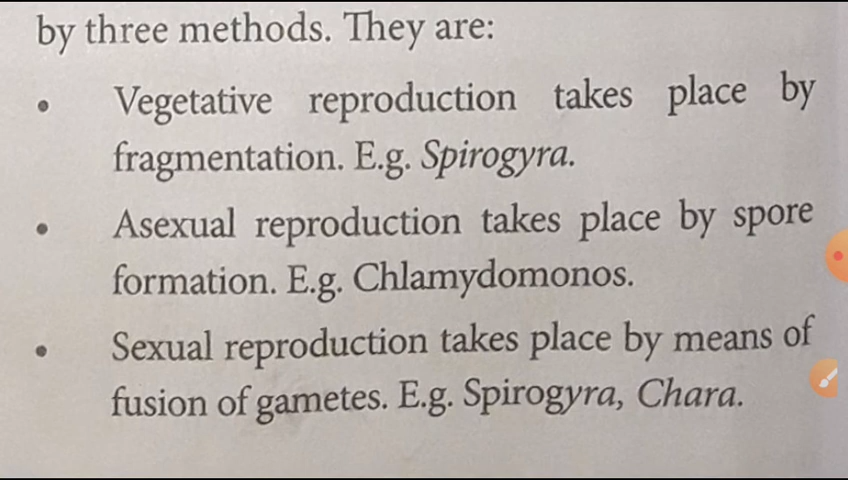 by three methods. They are:
• Vegetative reproduction takes place by
fragmentation. E.g. Spirogyra.
• Asexual reproduction takes place by spore
formation. E.g. Chlamydomonos.
• Sexual reproduction takes place by means of
fusion of gametes. E.g. Spirogyra, Chara.